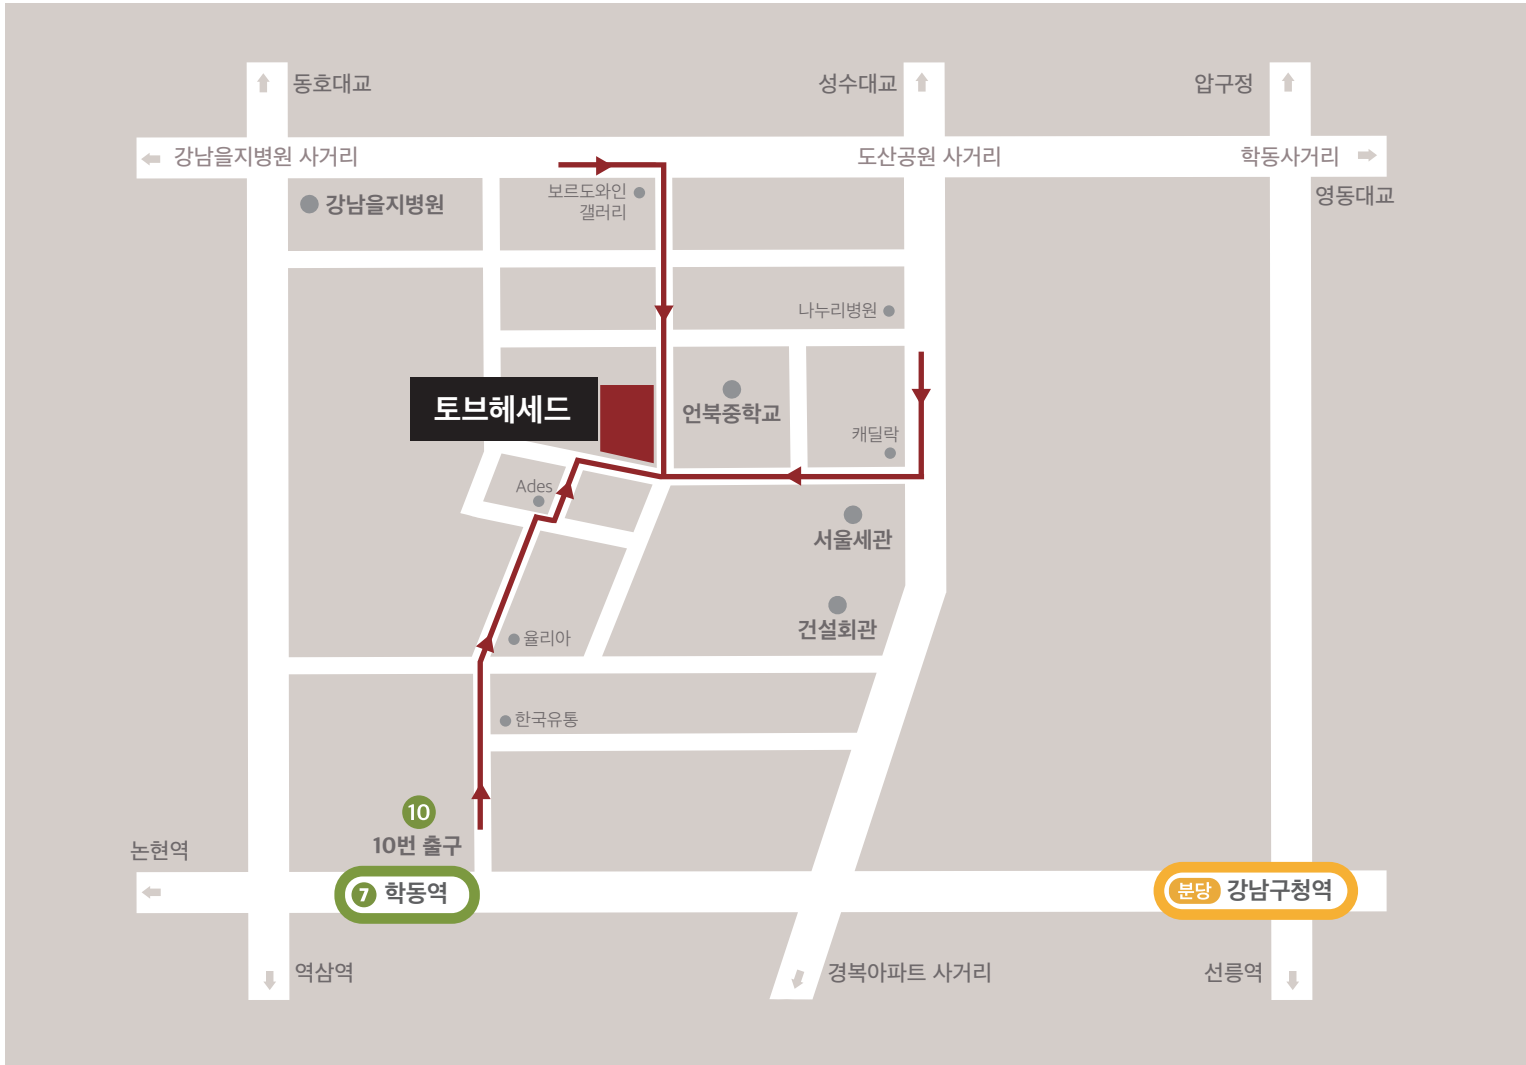 동호대교
성수대교
압구정
강남을지병원 사거리
도산공원 사거리
학동사거리
영동대교
강남을지병원
보르도와인
갤러리
나누리병원
토브헤세드
언북중학교
캐딜락
Ades
서울세관
건설회관
율리아
한국유통
10
10번 출구
논현역
7 학동역
분당 강남구청역
역삼역
경복아파트 사거리
선릉역